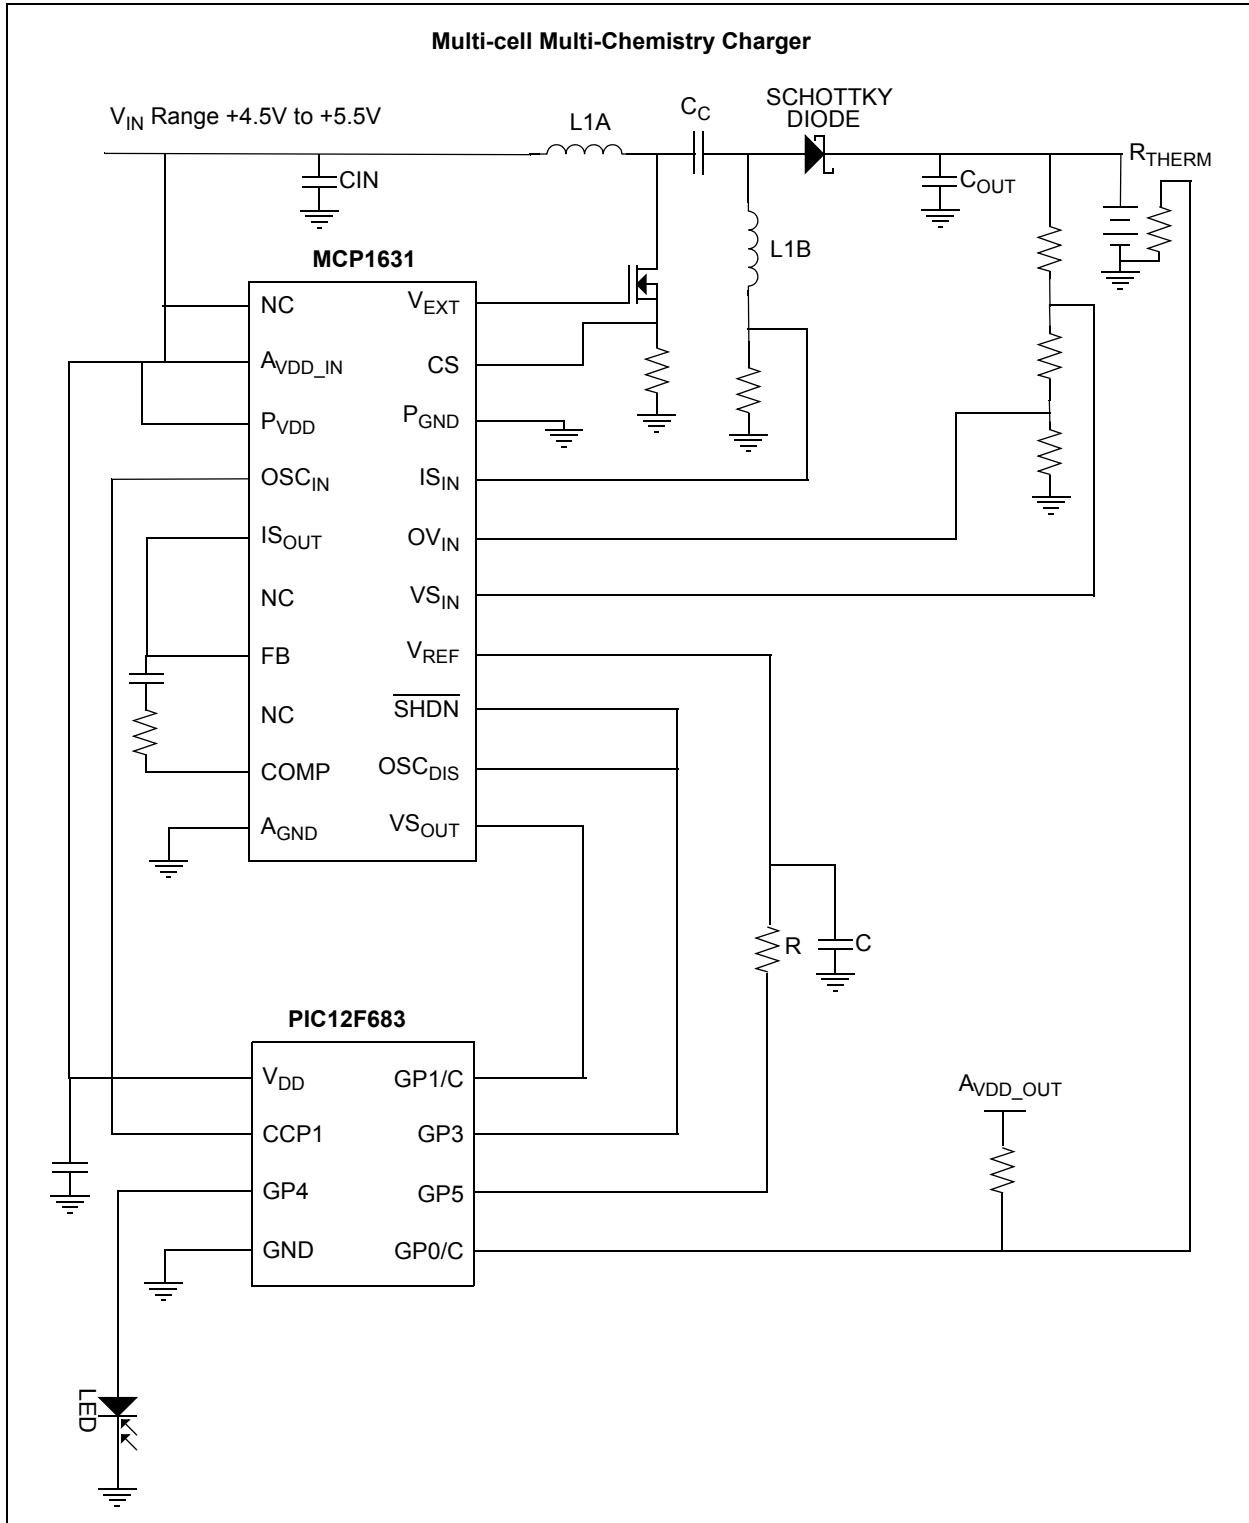 Multi-cell Multi-Chemistry Charger
VIN Range +4.5V to +5.5V
L1A
CC
SCHOTTKY
DIODE
RTHERM
CIN
COUT
L1B
MCP1631
NC
VEXT
AVDD_IN
CS
PVDD
PGND
OSCIN
ISIN
ISOUT
OVIN
NC
VSIN
FB
VREF
NC
SHDN
COMP
OSCDIS
AGND
VSOUT
R
C
PIC12F683
VDD
GP1/C
AVDD_OUT
CCP1
GP3
GP4
GP5
GND
GP0/C
LED